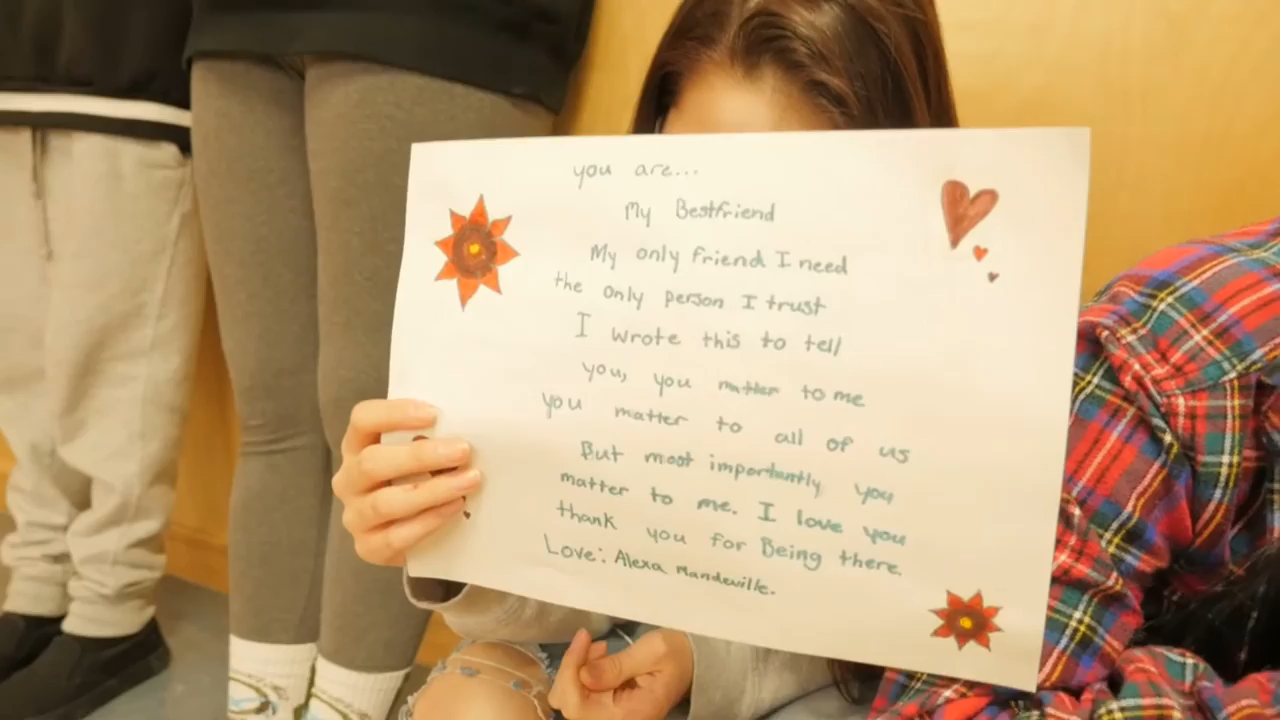 you are...
My Bestfriend
My only friend I need
the only person I trust
I wrote this to tell
you, you matter to me
you matter to all of us
But most importantly you
matter to me. I love you
thank you for Being there.
Love: Alexa Mandeville.